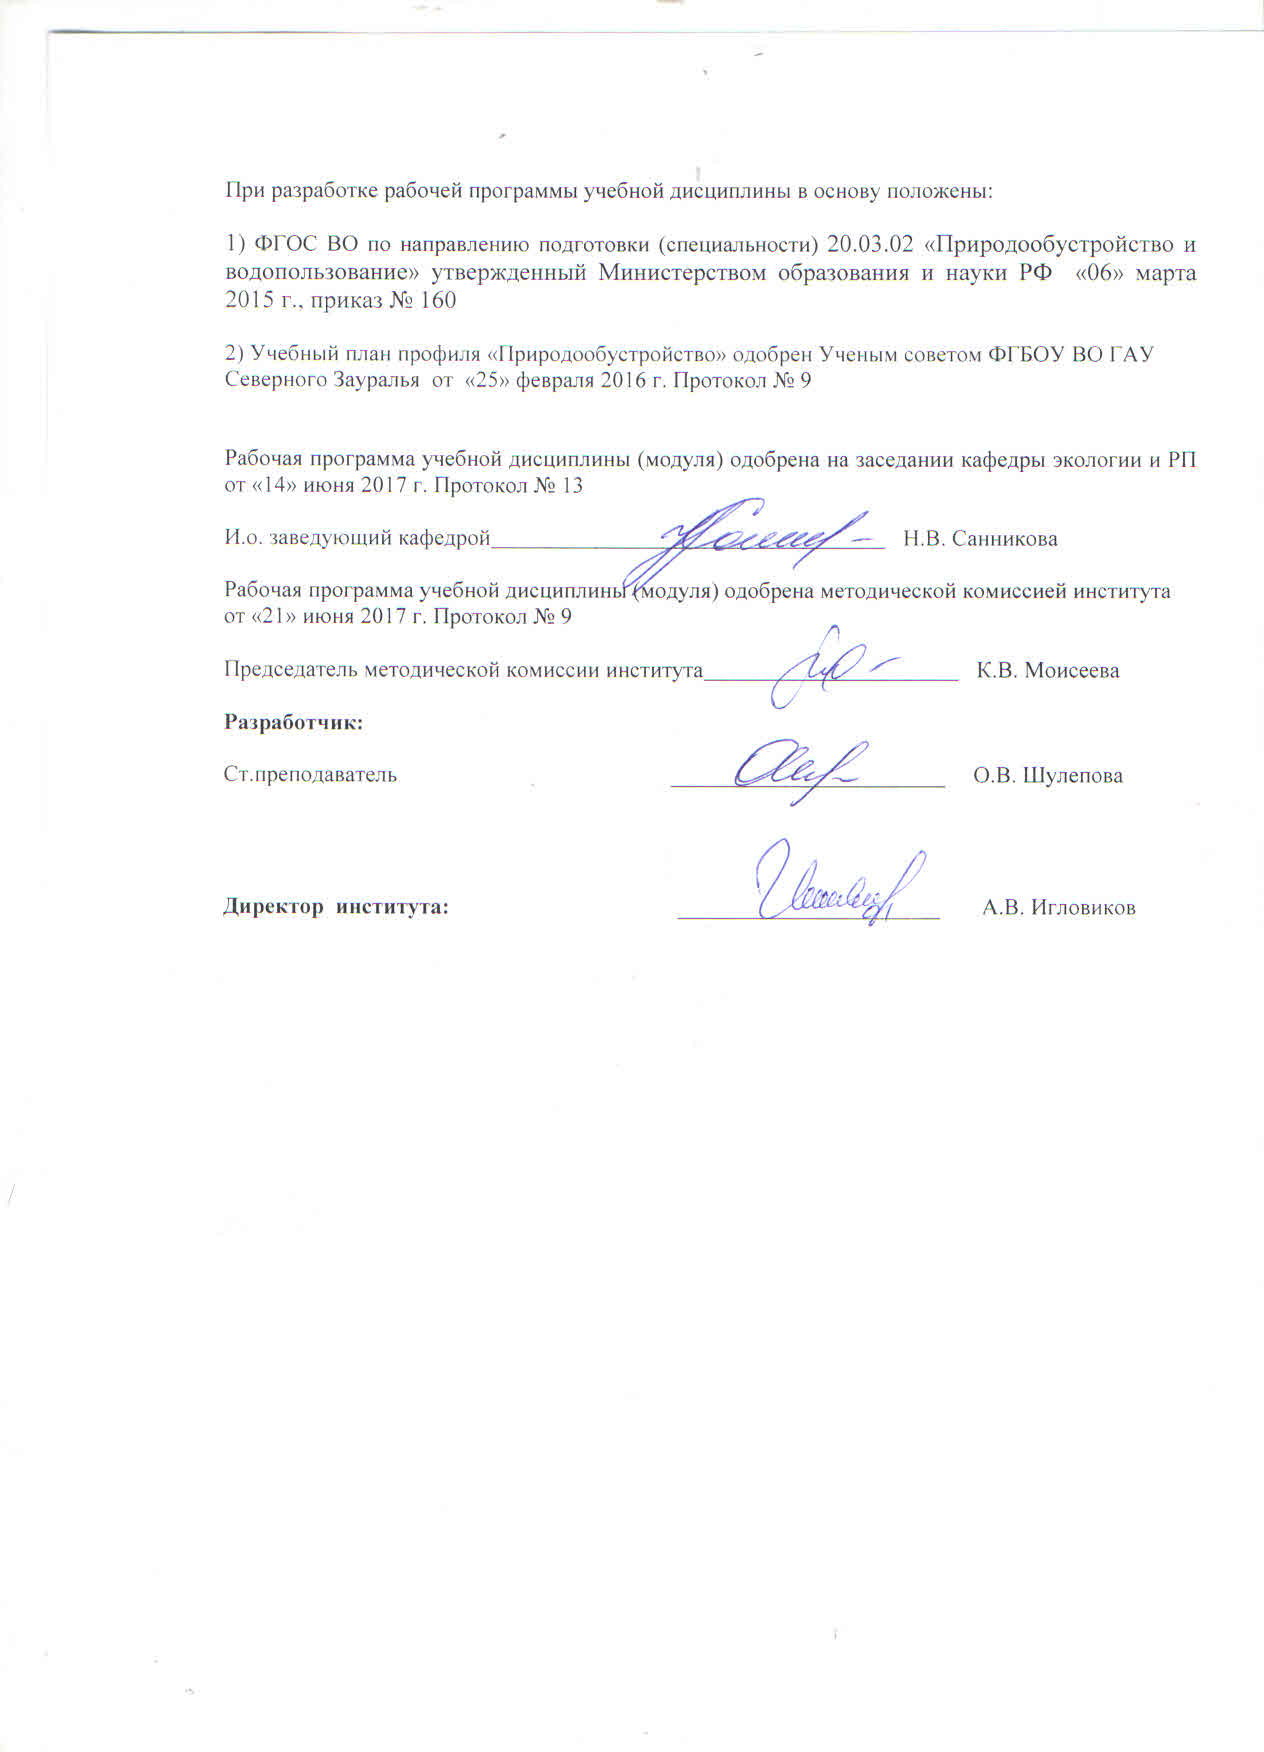 При разработке рабочей программы учебной дисциплины в основу положены:
1) ФГОС ВО по направлению подготовки (специальности) 20.03.02 «Природообустройство и
водопользование» утвержденный Министерством образования и науки РФ «06» марта
2015 г., приказ № 160
2) Учебный план профиля «Природообустройство» одобрен Ученым советом ФГБОУ ВО ГАУ
Северного Зауралья от «25» февраля 2016 г. Протокол № 9
Рабочая программа учебной дисциплины (модуля) одобрена на заседании кафедры экологии и РП
от «14» июня 2017 г. Протокол № 13
И.о. заведующий кафедрой Н.В. Санникова
Рабочая программа учебной дисциплины (модуля) одобрена методической комиссией института
от «21» июня 2017 г. Протокол № 9
Председатель методической комиссии института К.В. Моисеева
Разработчик:
Ст.преподаватель О.В. Шулепова
Директор института: А.В. Игловиков